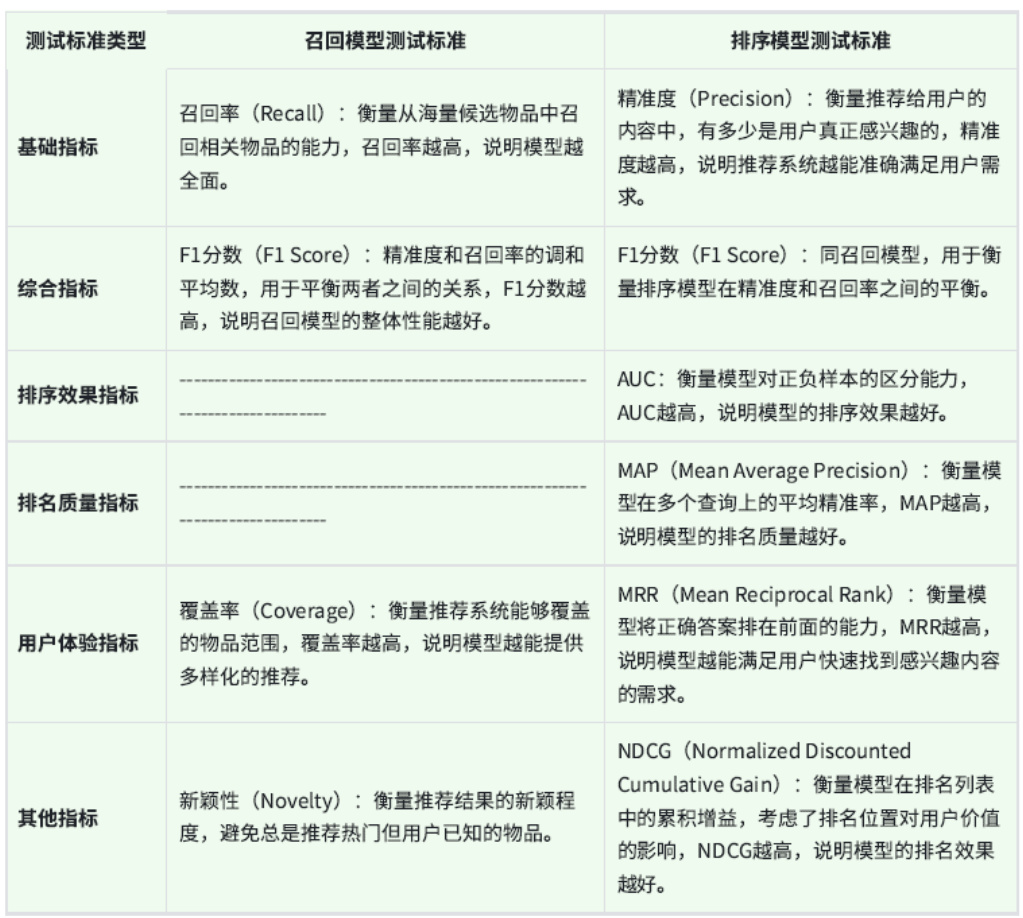 测试标准类型
召回模型测试标准
排序模型测试标准
基础指标
召回率（Recall）：衡量从海量候选物品中召
回相关物品的能力，召回率越高，说明模型越
全面。
精准度（Precision）：衡量推荐给用户的
内容中，有多少是用户真正感兴趣的，精准
度越高，说明推荐系统越能准确满足用户需
求。
综合指标
F1分数（F1 Score）：精准度和召回率的调和
平均数，用于平衡两者之间的关系，F1分数越
高，说明召回模型的整体性能越好。
F1分数（F1 Score）：同召回模型，用于衡
量排序模型在精准度和召回率之间的平衡。
排序效果指标
----------------------------------------------------------
---------------------
AUC：衡量模型对正负样本的区分能力，
AUC越高，说明模型的排序效果越好。
排名质量指标
----------------------------------------------------------
---------------------
MAP（Mean Average Precision）：衡量模
型在多个查询上的平均精准率，MAP越高，
说明模型的排名质量越好。
用户体验指标
覆盖率（Coverage）：衡量推荐系统能够覆盖
的物品范围，覆盖率越高，说明模型越能提供
多样化的推荐。
MRR（Mean Reciprocal Rank）：衡量模
型将正确答案排在前面的能力，MRR越高，
说明模型越能满足用户快速找到感兴趣内容
的需求。
其他指标
新颖性（Novelty）：衡量推荐结果的新颖程
度，避免总是推荐热门但用户已知的物品。
NDCG（Normalized Discounted
Cumulative Gain）：衡量模型在排名列表
中的累积增益，考虑了排名位置对用户价值
的影响，NDCG越高，说明模型的排名效果
越好。